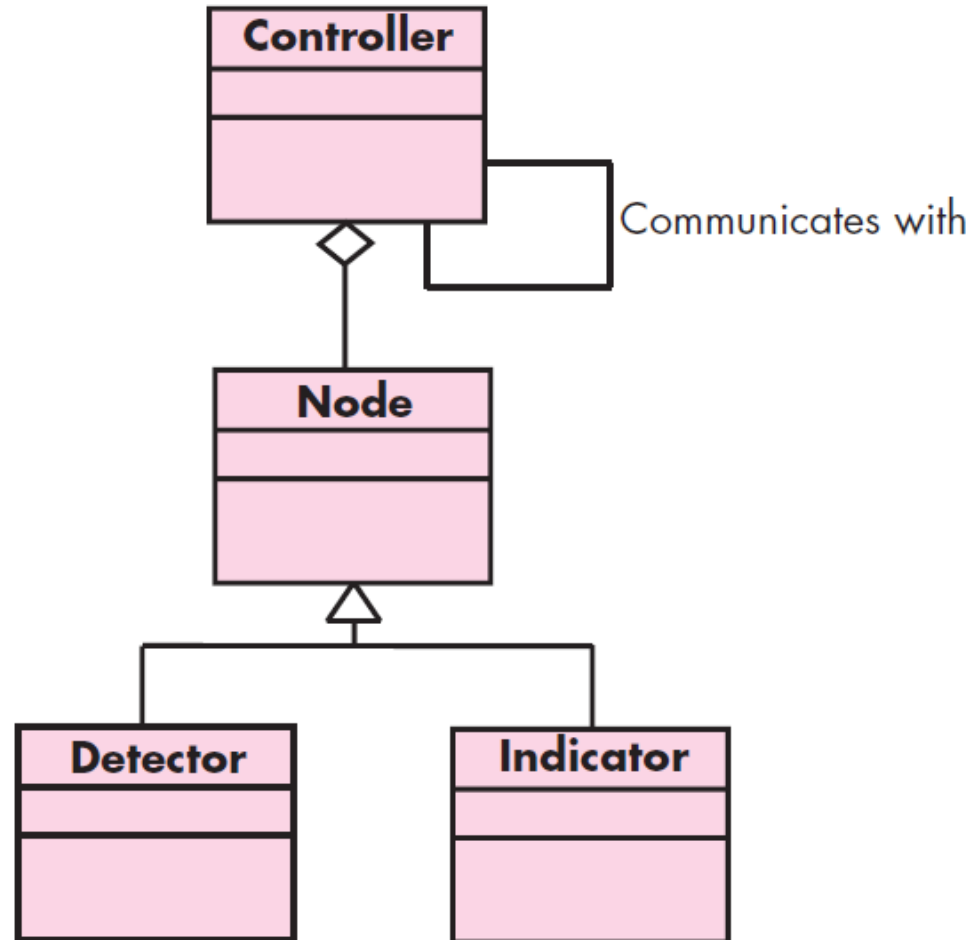 Controller
Communicates with
Node
Detector
Indicator